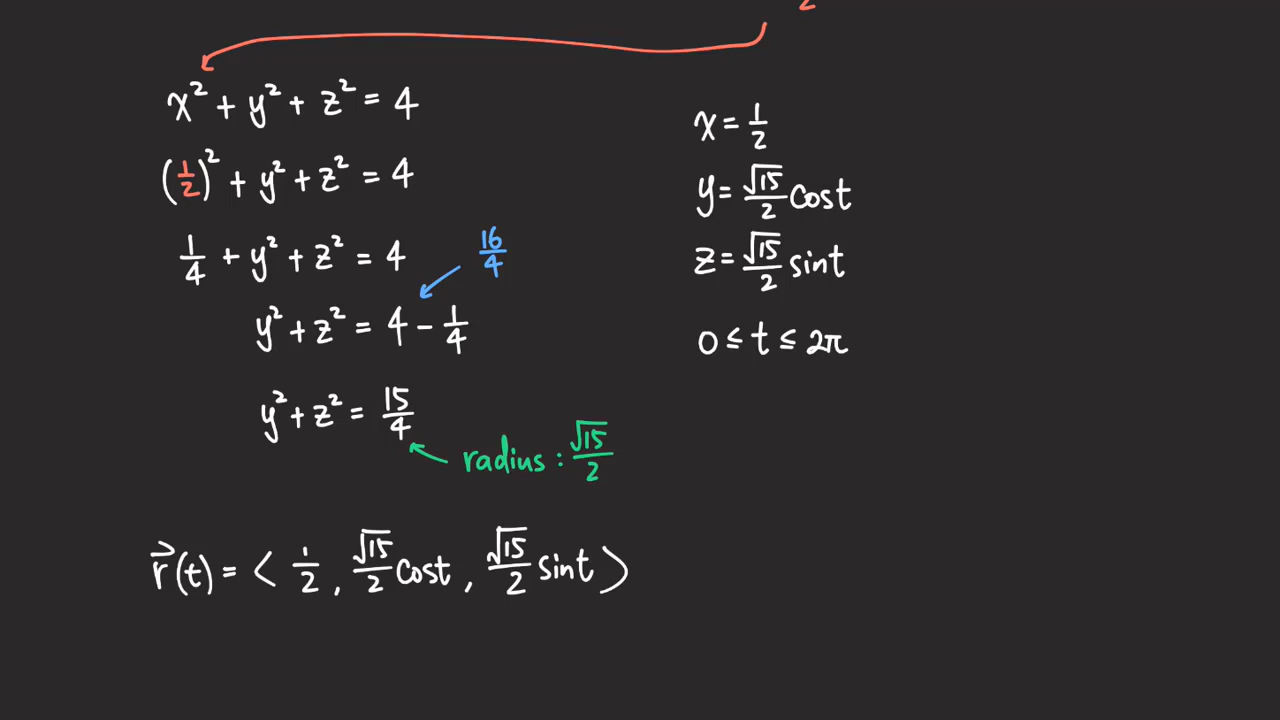 2
x² + y² + z² = 4
(1/2)² + y² + z² = 4
1/4 + y² + z² = 4
16/4
y² + z² = 4 − 1/4
y² + z² = 15/4
radius: √15/2
x = 1/2
y = √15/2 cost
z = √15/2 sint
0 ≤ t ≤ 2π
r⃗(t) = ⟨ 1/2, √15/2 cost, √15/2 sint ⟩